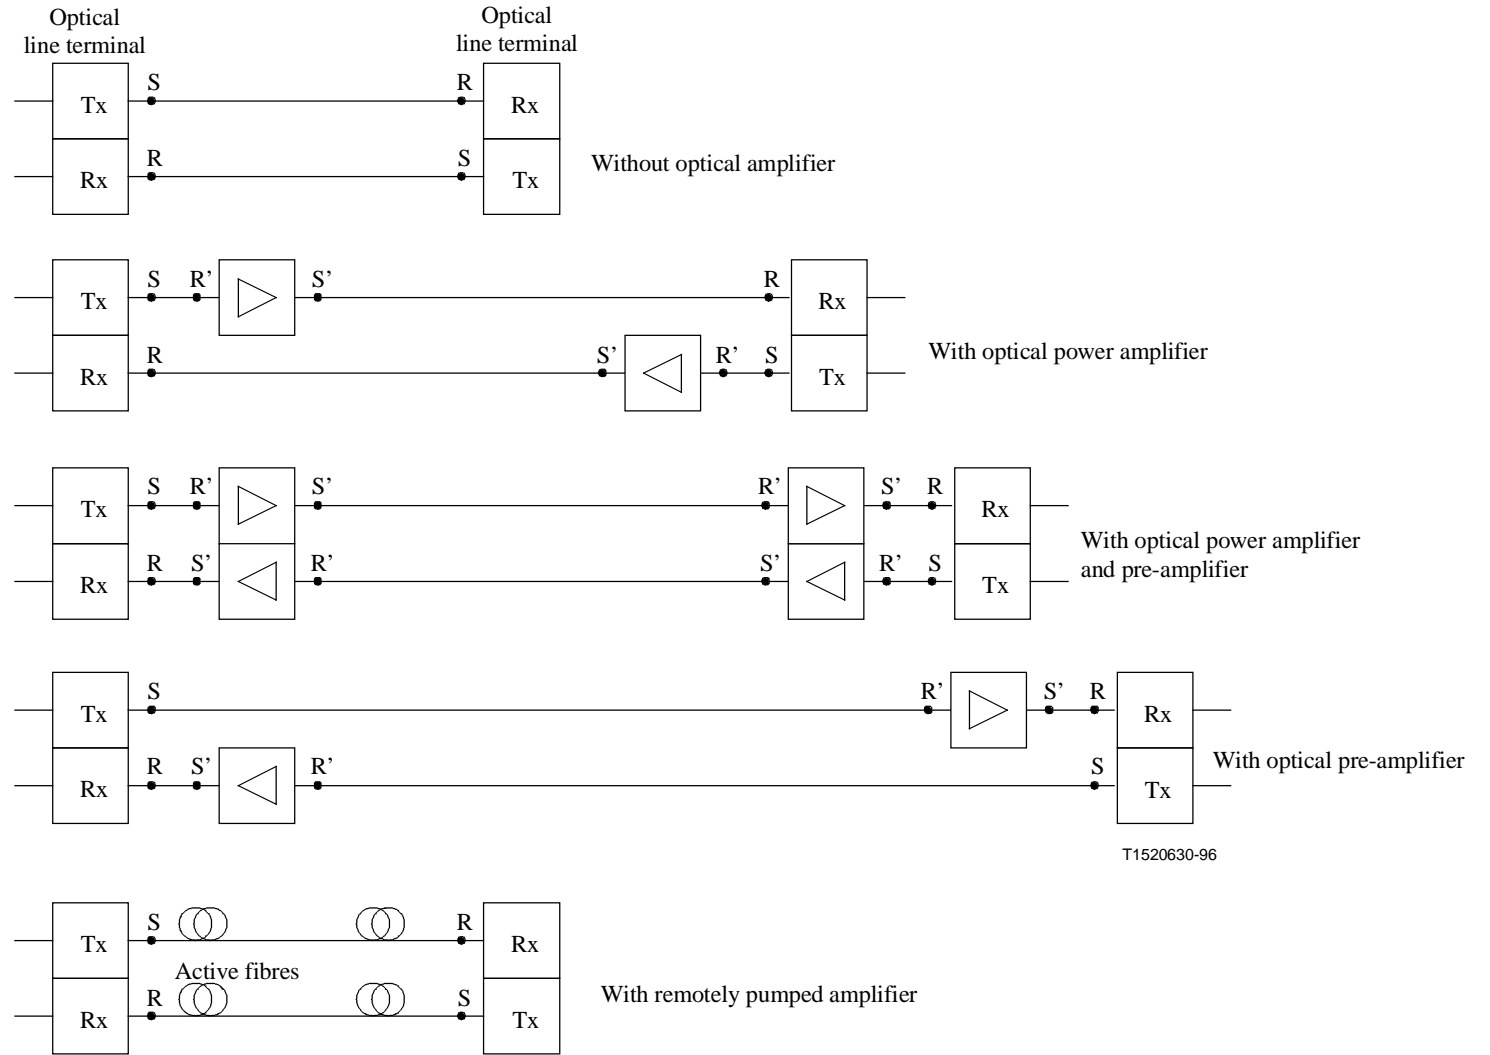 Optical
line terminal
Optical
line terminal
S
R
Tx
Rx
R
S
Rx
Tx
Without optical amplifier
S R’ S’ R
Tx
Rx
R S’ R’ S
Rx
Tx
With optical power amplifier
S R’ S’ R’ S’ R
Tx
Rx
R S’ R’ S’ R’ S
Rx
Tx
With optical power amplifier
and pre-amplifier
S R’ S’ R
Tx
Rx
R S’ R’ S
Rx
Tx
With optical pre-amplifier
T1520630-96
S R
Tx
Rx
Active fibres
R S
Rx
Tx
With remotely pumped amplifier